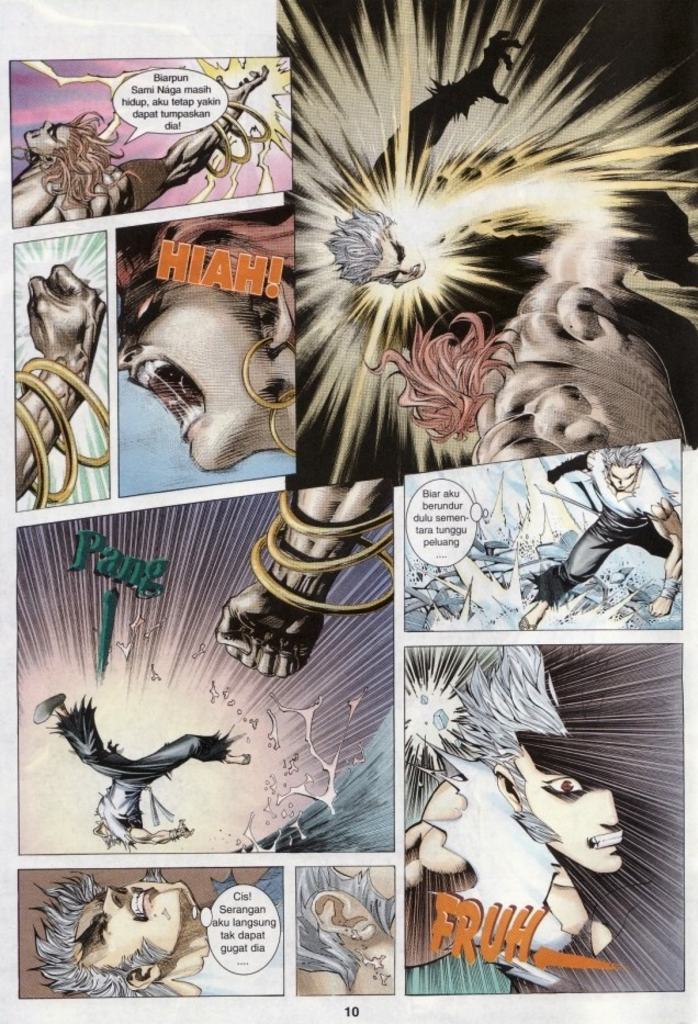 Biarpun
Sami Naga masih
hidup, aku tetap yakin
dapat tumpaskan
dia!
HIAH!
Biar aku
berundur
dulu semen-
tara tunggu
peluang
....
Pang
!
FRUH
Cis!
Serangan
aku langsung
tak dapat
gugat dia
....
10